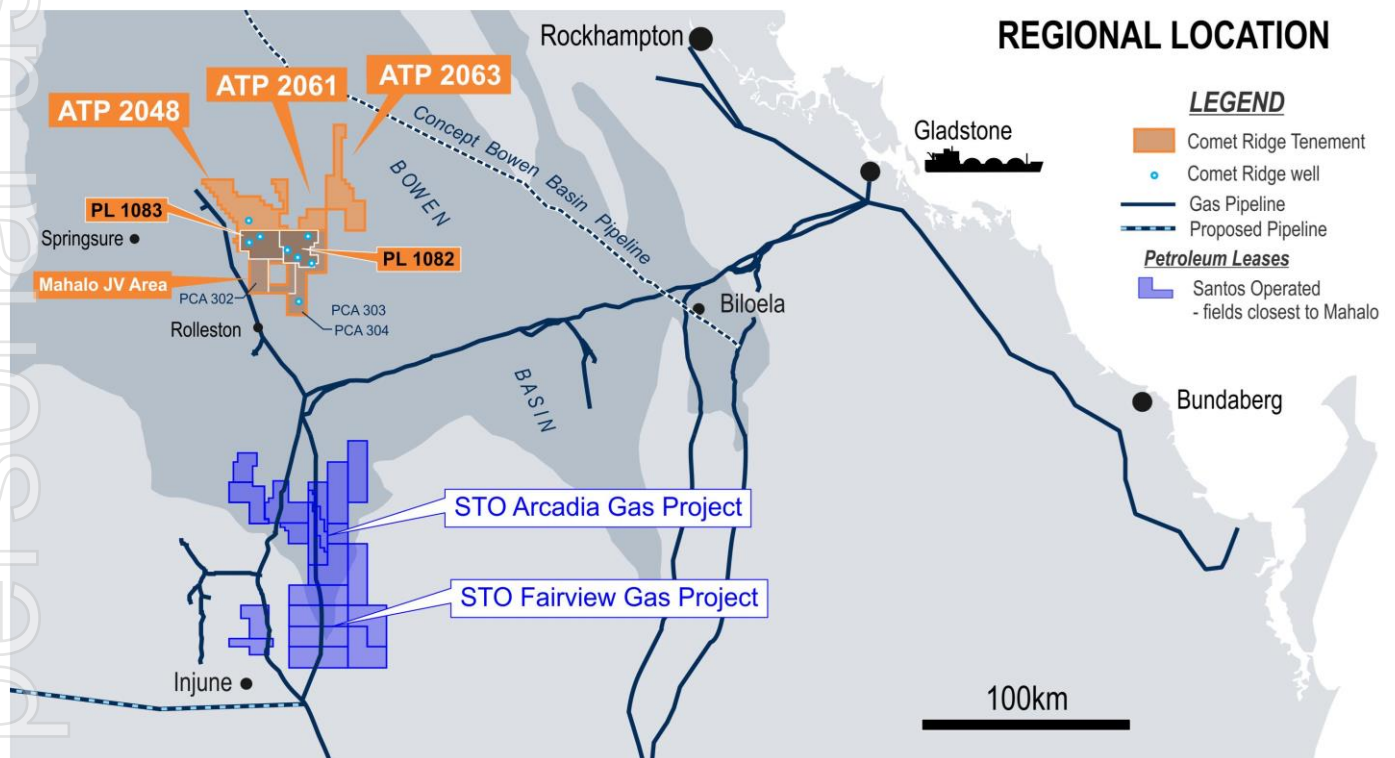 REGIONAL LOCATION
Rockhampton
ATP 2063
ATP 2061
ATP 2048
LEGEND
Comet Ridge Tenement
Comet Ridge well
Gas Pipeline
Proposed Pipeline
Petroleum Leases
Santos Operated
- fields closest to Mahalo
Gladstone
Concept Bowen Basin Pipeline
BOWEN
BASIN
PL 1083
Springsure
PL 1082
Mahalo JV Area
PCA 302
PCA 303
PCA 304
Rolleston
Biloela
Bundaberg
STO Arcadia Gas Project
STO Fairview Gas Project
Injune
100km
personal us